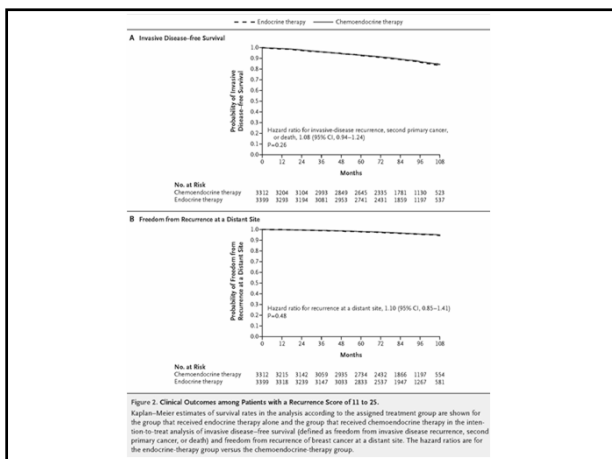 Endocrine therapy Chemoendocrine therapy
A Invasive Disease–free Survival
Probability of Invasive
Disease-free Survival
1.0
0.9
0.8
0.7
0.6
0.5
0.4
0.3
0.2
0.1
0.0
Hazard ratio for invasive-disease recurrence, second primary cancer,
or death, 1.08 (95% CI, 0.94–1.24)
P=0.26
0 12 24 36 48 60 72 84 96 108
Months
No. at Risk
Chemoendocrine therapy 3312 3204 3104 2993 2849 2645 2335 1781 1130 523
Endocrine therapy 3399 3293 3194 3081 2953 2741 2431 1859 1197 537
B Freedom from Recurrence at a Distant Site
Probability of Freedom from
Recurrence at a Distant Site
1.0
0.9
0.8
0.7
0.6
0.5
0.4
0.3
0.2
0.1
0.0
Hazard ratio for recurrence at a distant site, 1.10 (95% CI, 0.85–1.41)
P=0.48
0 12 24 36 48 60 72 84 96 108
Months
No. at Risk
Chemoendocrine therapy 3312 3215 3142 3059 2935 2734 2432 1866 1197 554
Endocrine therapy 3399 3318 3239 3147 3033 2833 2537 1947 1267 581
Figure 2. Clinical Outcomes among Patients with a Recurrence Score of 11 to 25.
Kaplan–Meier estimates of survival rates in the analysis according to the assigned treatment group are shown for
the group that received endocrine therapy alone and the group that received chemoendocrine therapy in the inten-
tion-to-treat analysis of invasive disease–free survival (defined as freedom from invasive disease recurrence, second
primary cancer, or death) and freedom from recurrence of breast cancer at a distant site. The hazard ratios are for
the endocrine-therapy group versus the chemoendocrine-therapy group.